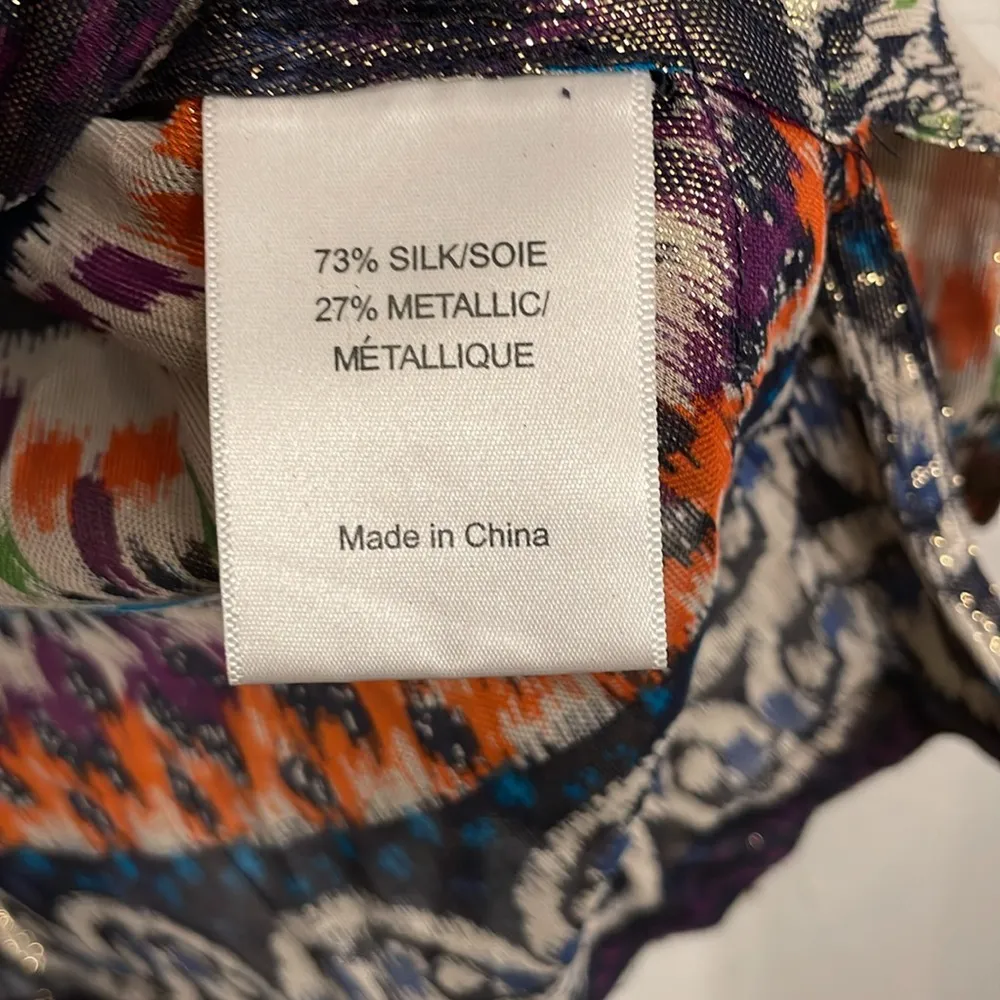 73% SILK/SOIE
27% METALLIC/
MÉTALLIQUE
Made in China